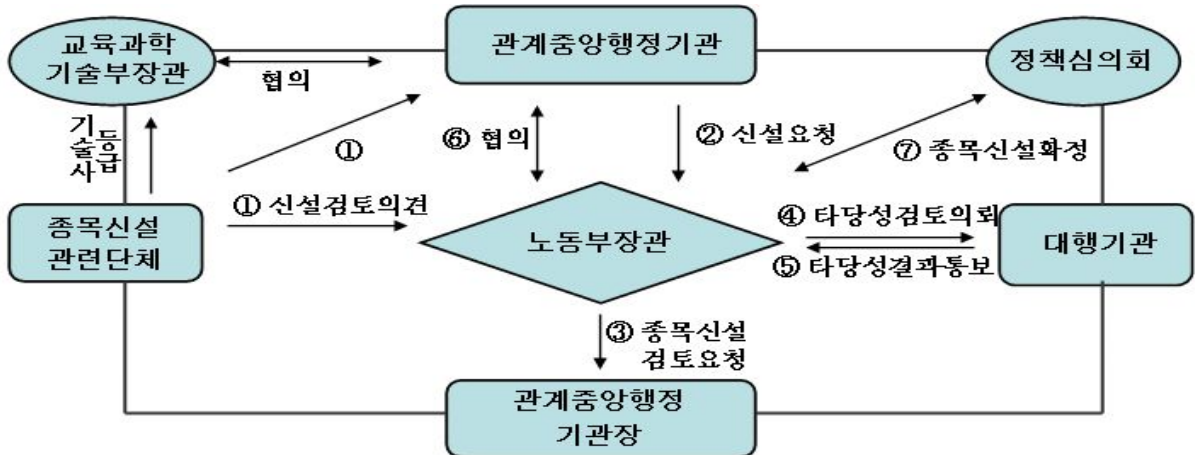 교육과학
기술부장관
관계중앙행정기관
정책심의회
협의
기술사
등급
①
⑥ 협의
② 신설요청
⑦ 종목신설확정
종목신설
관련단체
① 신설검토의견
노동부장관
④ 타당성검토의뢰
⑤ 타당성결과통보
대행기관
③ 종목신설
검토요청
관계중앙행정
기관장